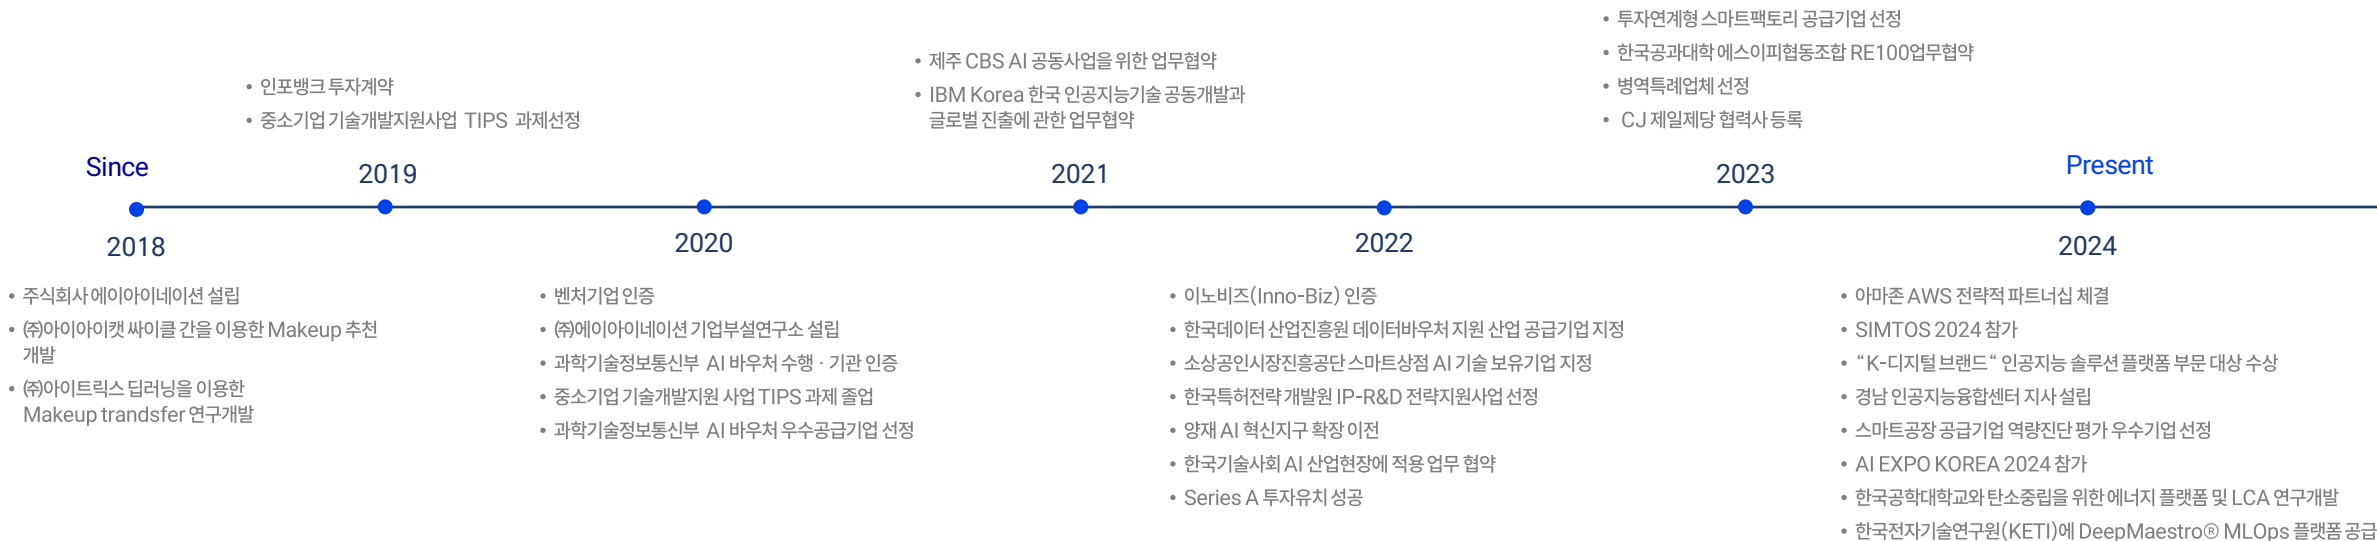 Since
2018
• 주식회사 에이아이네이션 설립
• ㈜아이아이캣 싸이클 간을 이용한 Makeup 추천
개발
• ㈜아이트릭스 딥러닝을 이용한
Makeup trandsfer 연구개발
• 인포뱅크 투자계약
• 중소기업 기술개발지원사업 TIPS 과제선정
2019
2020
• 벤처기업 인증
• ㈜에이아이네이션 기업부설연구소 설립
• 과학기술정보통신부 AI 바우처 수행 · 기관 인증
• 중소기업 기술개발지원 사업 TIPS 과제 졸업
• 과학기술정보통신부 AI 바우처 우수공급기업 선정
• 제주 CBS AI 공동사업을 위한 업무협약
• IBM Korea 한국 인공지능기술 공동개발과
글로벌 진출에 관한 업무협약
2021
2022
• 이노비즈(Inno-Biz) 인증
• 한국데이터 산업진흥원 데이터바우처 지원 산업 공급기업 지정
• 소상공인시장진흥공단 스마트상점 AI 기술 보유기업 지정
• 한국특허전략 개발원 IP-R&D 전략지원사업 선정
• 양재 AI 혁신지구 확장 이전
• 한국기술사회 AI 산업현장에 적용 업무 협약
• Series A 투자유치 성공
• 투자연계형 스마트팩토리 공급기업 선정
• 한국공과대학 에스이피협동조합 RE100업무협약
• 병역특례업체 선정
• CJ 제일제당 협력사 등록
2023
Present
2024
• 아마존 AWS 전략적 파트너십 체결
• SIMTOS 2024 참가
• “K-디지털 브랜드“ 인공지능 솔루션 플랫폼 부문 대상 수상
• 경남 인공지능융합센터 지사 설립
• 스마트공장 공급기업 역량진단 평가 우수기업 선정
• AI EXPO KOREA 2024 참가
• 한국공학대학교와 탄소중립을 위한 에너지 플랫폼 및 LCA 연구개발
• 한국전자기술연구원(KETI)에 DeepMaestro® MLOps 플랫폼 공급